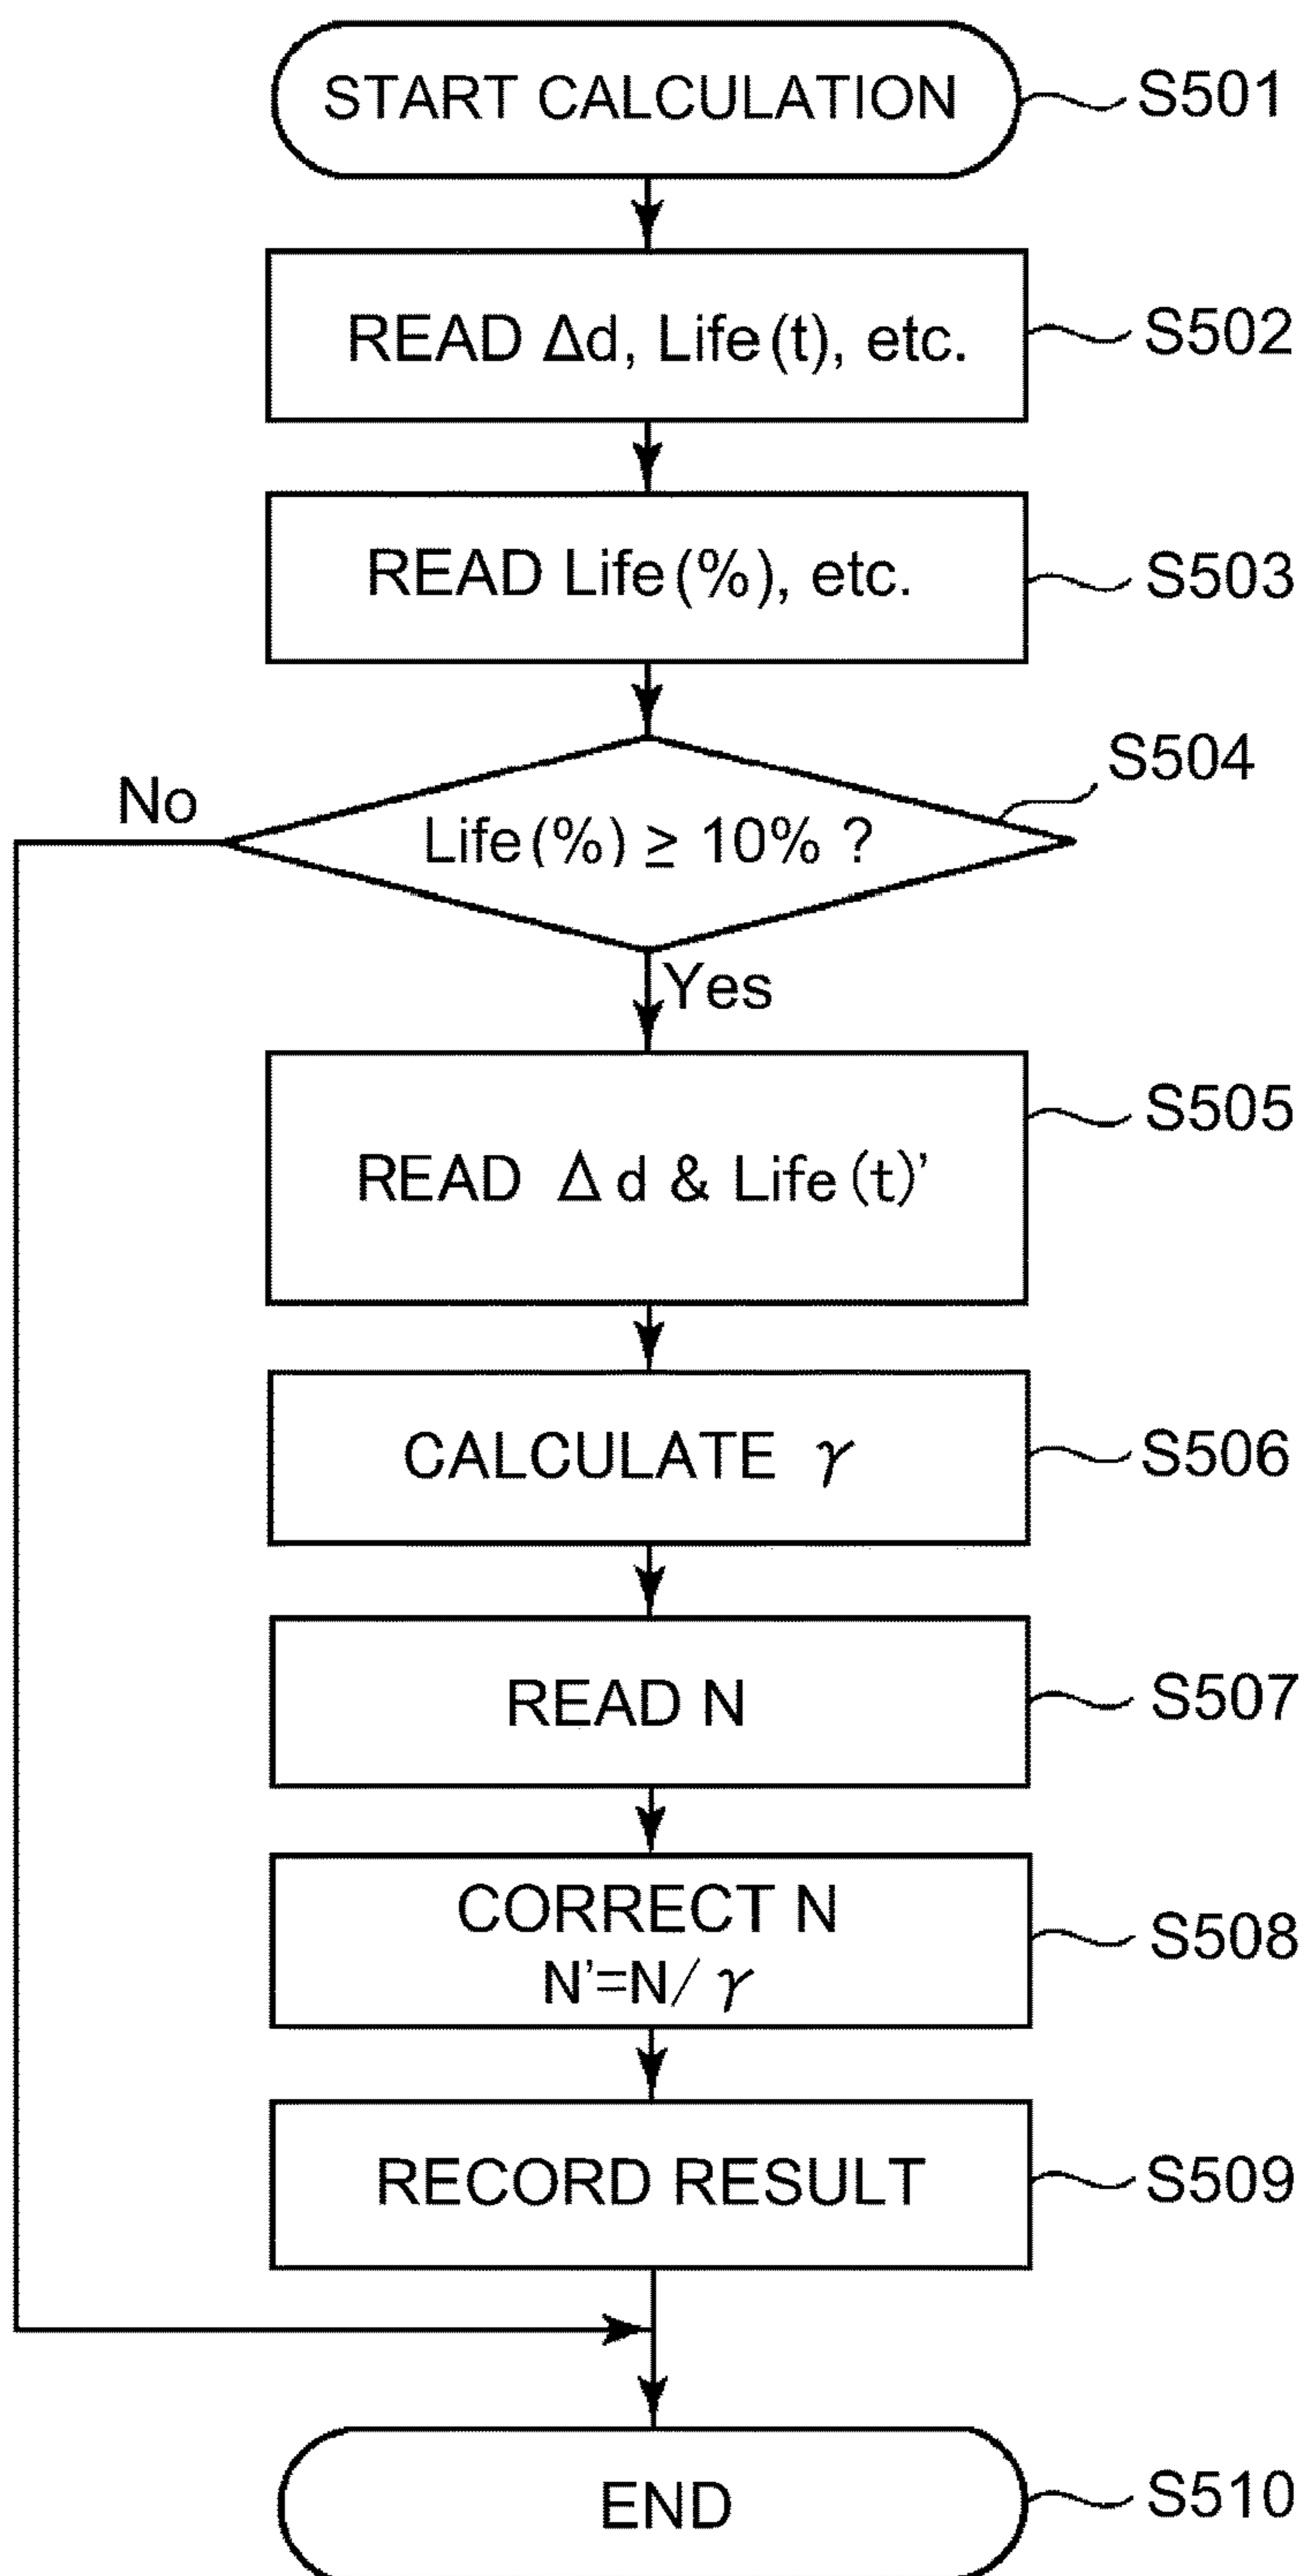 START CALCULATION
S501
READ Δd, Life(t), etc.
S502
READ Life(%), etc.
S503
S504
No
Life(%) ≥ 10% ?
Yes
S505
READ Δd & Life(t)’
CALCULATE γ
S506
READ N
S507
CORRECT N
N’=N/γ
S508
RECORD RESULT
S509
END
S510